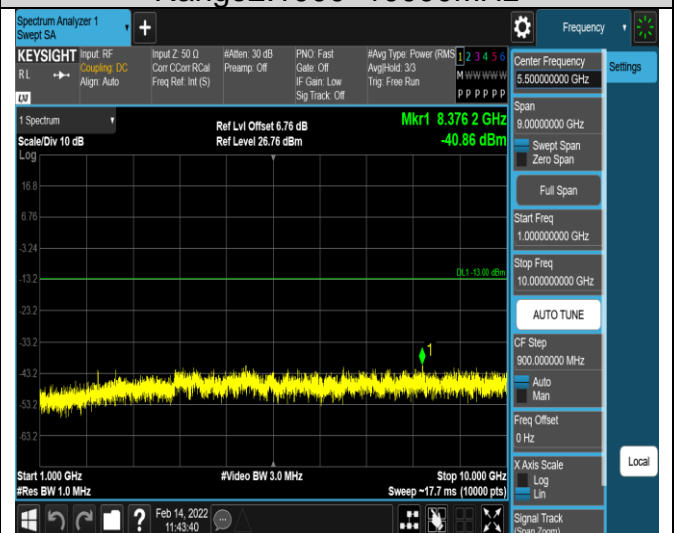 Spectrum Analyzer 1
Swept SA
Frequency
KEYSIGHT
RL
LXI
Input: RF
Coupling: DC
Align: Auto
Input Z: 50 Ω
Corr CCorr RCal
Freq Ref: Int (S)
#Atten: 30 dB
Preamp: Off
PNO: Fast
Gate: Off
IF Gain: Low
Sig Track: Off
#Avg Type: Power (RMS
Avg|Hold: 3/3
Trig: Free Run
1 2 3 4 5 6
M W W W W W
P P P P P P
1 Spectrum
Scale/Div 10 dB
Log
Ref Lvl Offset 6.76 dB
Ref Level 26.76 dBm
Mkr1 8.376 2 GHz
-40.86 dBm
16.8
6.76
-3.24
-13.2
-23.2
-33.2
-43.2
-53.2
-63.2
DL1 -13.00 dBm
1
Start 1.000 GHz
#Res BW 1.0 MHz
#Video BW 3.0 MHz
Stop 10.000 GHz
Sweep ~17.7 ms (10000 pts)
Feb 14, 2022
11:43:40
Center Frequency
5.500000000 GHz
Span
9.00000000 GHz
Swept Span
Zero Span
Full Span
Start Freq
1.000000000 GHz
Stop Freq
10.000000000 GHz
AUTO TUNE
CF Step
900.000000 MHz
Auto
Man
Freq Offset
0 Hz
X Axis Scale
Log
Lin
Signal Track
(Span Zoom)
Settings
Local